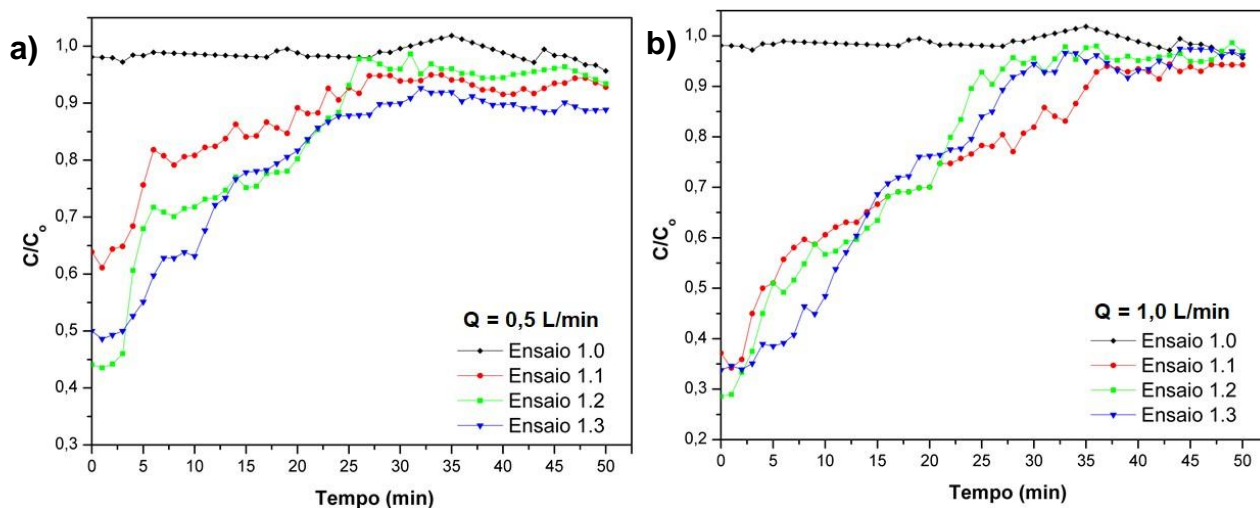 a)
C/C₀
1,0
0,9
0,8
0,7
0,6
0,5
0,4
0,3
Q = 0,5 L/min
Ensaio 1.0
Ensaio 1.1
Ensaio 1.2
Ensaio 1.3
0 5 10 15 20 25 30 35 40 45 50
Tempo (min)
b)
C/C₀
1,0
0,9
0,8
0,7
0,6
0,5
0,4
0,3
0,2
Q = 1,0 L/min
Ensaio 1.0
Ensaio 1.1
Ensaio 1.2
Ensaio 1.3
0 5 10 15 20 25 30 35 40 45 50
Tempo (min)